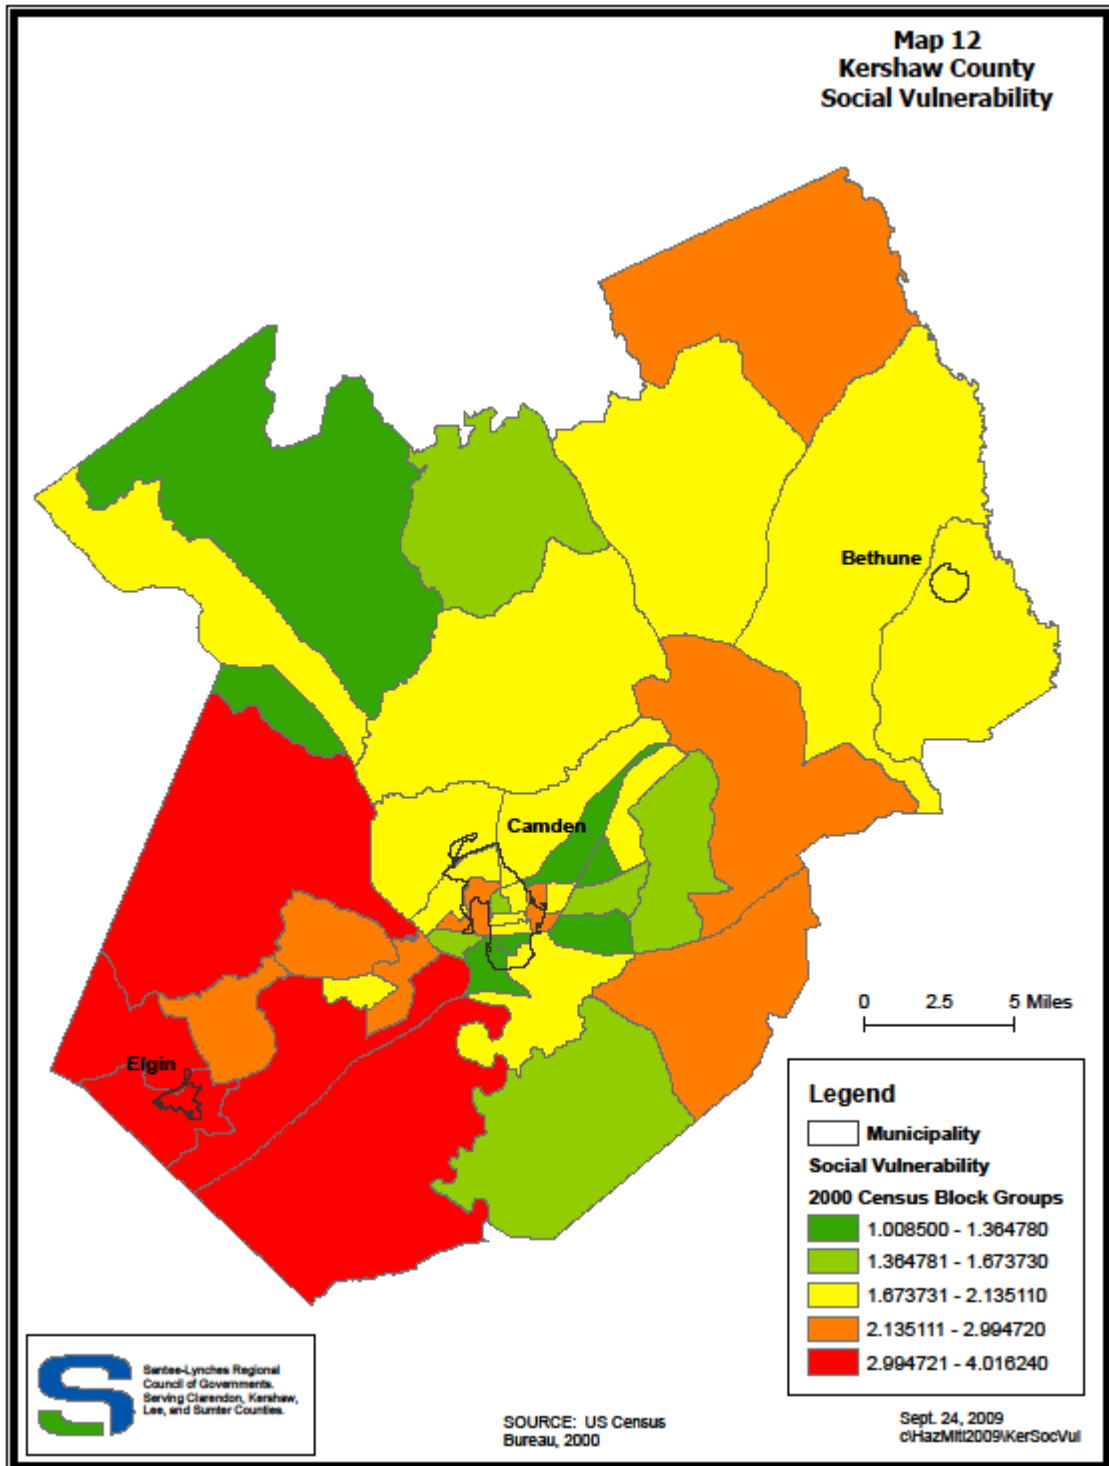 Map 12
Kershaw County
Social Vulnerability
Bethune
Camden
Elgin
0 2.5 5 Miles
Legend
Municipality
Social Vulnerability
2000 Census Block Groups
1.008500 - 1.364780
1.364781 - 1.673730
1.673731 - 2.135110
2.135111 - 2.994720
2.994721 - 4.016240
Santee-Lynches Regional
Council of Governments.
Serving Clarendon, Kershaw,
Lee, and Sumter Counties.
SOURCE: US Census
Bureau, 2000
Sept. 24, 2009
c\HazMiti2009\KerSocVul